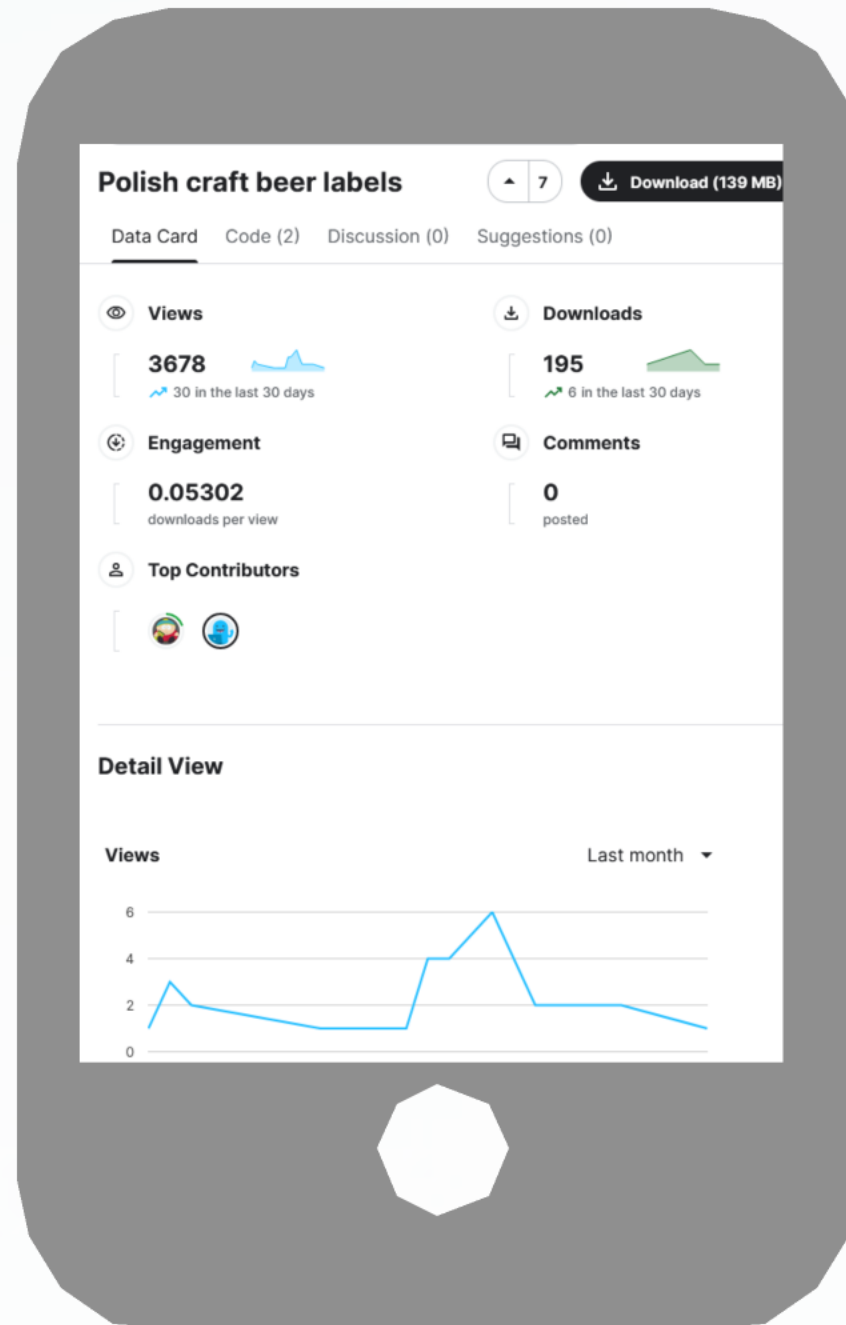 Polish craft beer labels
7
Download (139 MB)
Data Card Code (2) Discussion (0) Suggestions (0)
Views
3678
30 in the last 30 days
Downloads
195
6 in the last 30 days
Engagement
0.05302
downloads per view
Comments
0
posted
Top Contributors
Detail View
Views
Last month
6
4
2
0